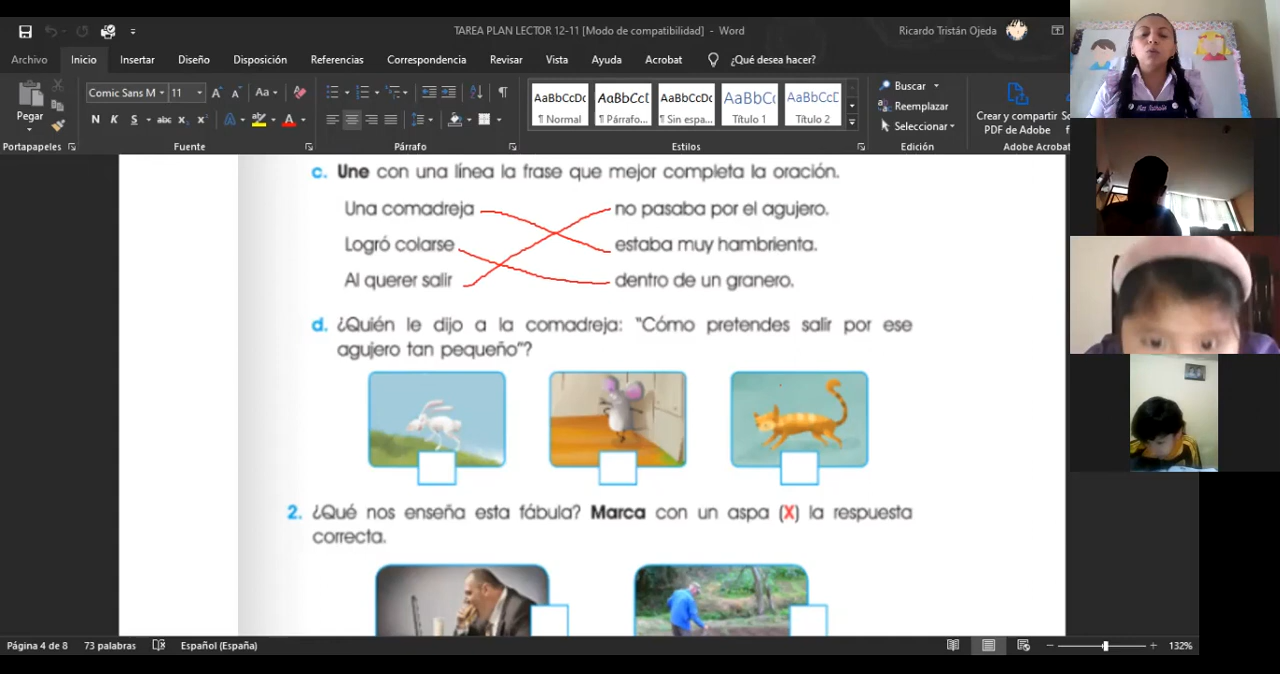 TAREA PLAN LECTOR 12-11 [Modo de compatibilidad] - Word
Ricardo Tristán Ojeda
Archivo Inicio Insertar Diseño Disposición Referencias Correspondencia Revisar Vista Ayuda Acrobat ¿Qué desea hacer?
Pegar
Comic Sans M 11 Aa
N K S abc x₂ x² A A
AaBbCcDc AaBbCcL AaBbCcDc AaBbCc AaBbCcD
¶ Normal ¶ Párrafo... ¶ Sin espa... Título 1 Título 2
Buscar
Reemplazar
Seleccionar
Crear y compartir
PDF de Adobe
Portapapeles Fuente Párrafo Estilos Edición Adobe Acrobat
c. Une con una línea la frase que mejor completa la oración.
Una comadreja no pasaba por el agujero.
Logró colarse estaba muy hambrienta.
Al querer salir dentro de un granero.
d. ¿Quién le dijo a la comadreja: “Cómo pretendes salir por ese
agujero tan pequeño”?
2. ¿Qué nos enseña esta fábula? Marca con un aspa (X) la respuesta
correcta.
Página 4 de 8 73 palabras Español (España) 132%